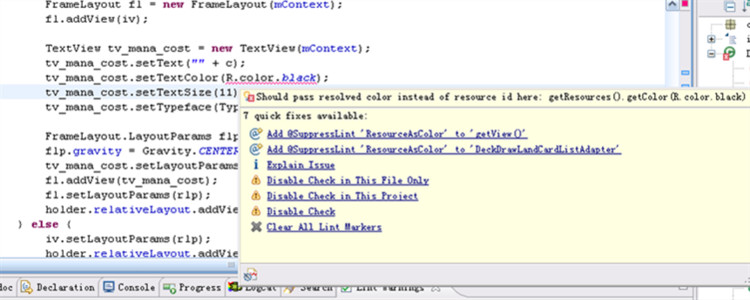 FrameLayout fl = new FrameLayout(mContext);
fl.addView(iv);
TextView tv_mana_cost = new TextView(mContext);
tv_mana_cost.setText("" + c);
tv_mana_cost.setTextColor(R.color.black);
tv_mana_cost.setTextSize(11)
tv_mana_cost.setTypeface(Typ
FrameLayout.LayoutParams flp
flp.gravity = Gravity.CENTER
tv_mana_cost.setLayoutParams
fl.addView(tv_mana_cost);
fl.setLayoutParams(rlp);
holder.relativeLayout.addVie
} else {
iv.setLayoutParams(rlp);
holder.relativeLayout.addVie
Should pass resolved color instead of resource id here: getResources().getColor(R.color.black)
7 quick fixes available:
Add @SuppressLint 'ResourceAsColor' to 'getView()'
Add @SuppressLint 'ResourceAsColor' to 'DeckDrawLandCardListAdapter'
Explain Issue
Disable Check in This File Only
Disable Check in This Project
Disable Check
Clear All Lint Markers
doc Declaration Console Progress LogCat Search Lint Warnings